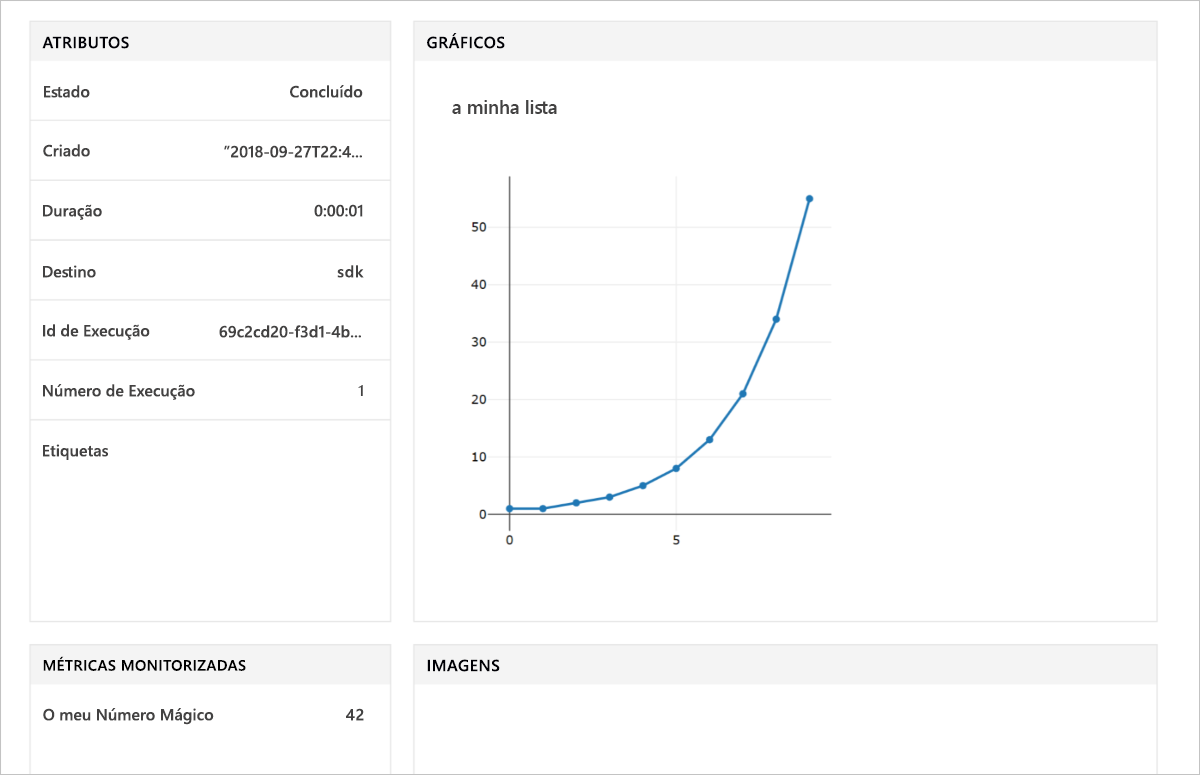 ATRIBUTOS
Estado Concluído
Criado "2018-09-27T22:4...
Duração 0:00:01
Destino sdk
Id de Execução 69c2cd20-f3d1-4b...
Número de Execução 1
Etiquetas
GRÁFICOS
a minha lista
50
40
30
20
10
0
0 5
MÉTRICAS MONITORIZADAS
O meu Número Mágico 42
IMAGENS